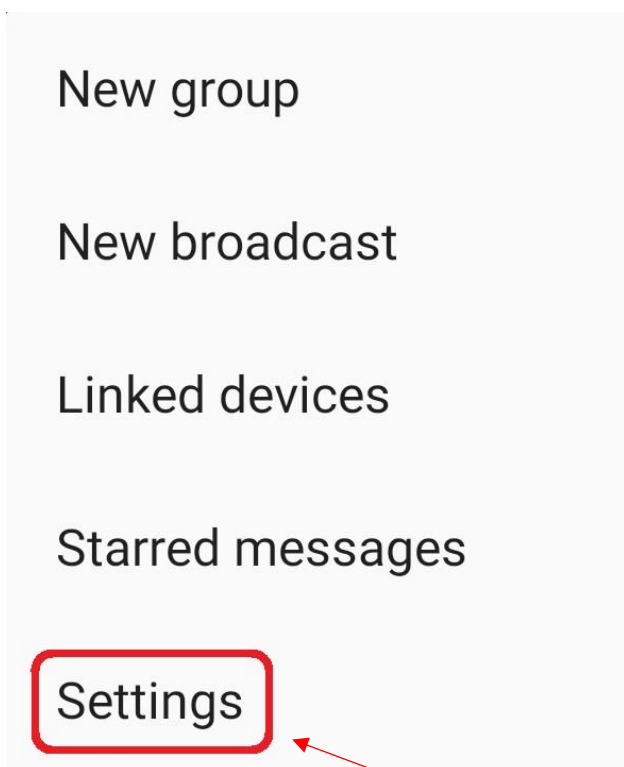 New group
New broadcast
Linked devices
Starred messages
Settings